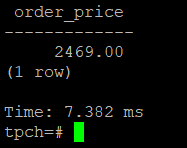 order_price
-------------
2469.00
(1 row)
Time: 7.382 ms
tpch=#